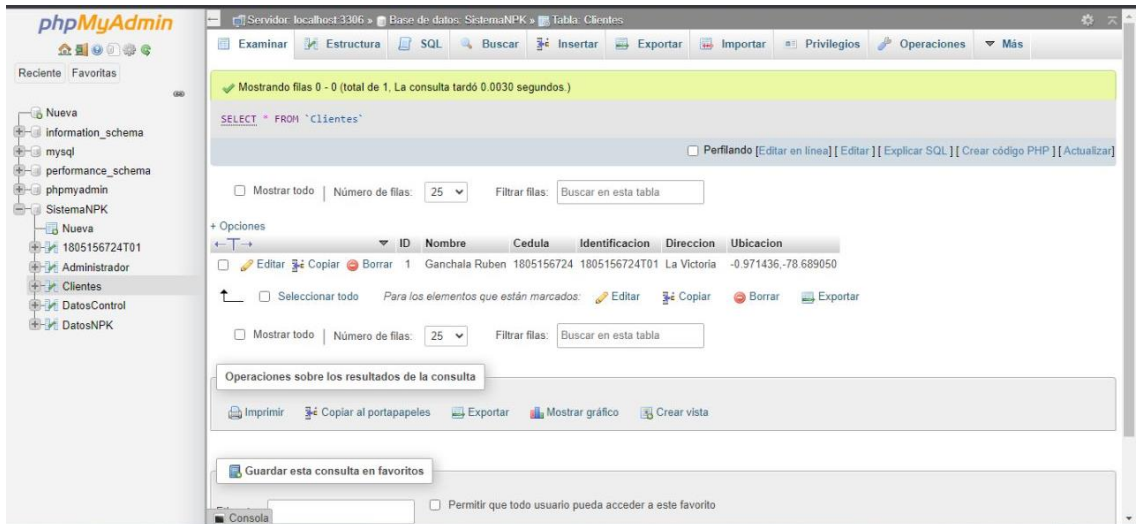 phpMyAdmin
Reciente Favoritas
Nueva
information_schema
mysql
performance_schema
phpmyadmin
SistemaNPK
Nueva
1805156724T01
Administrador
Clientes
DatosControl
DatosNPK
Servidor: localhost:3306 » Base de datos: SistemaNPK » Tabla: Clientes
Examinar Estructura SQL Buscar Insertar Exportar Importar Privilegios Operaciones Más
Mostrando filas 0 - 0 (total de 1, La consulta tardó 0.0030 segundos.)
SELECT * FROM `Clientes`
Perfilando [Editar en línea] [ Editar ] [ Explicar SQL ] [ Crear código PHP ] [ Actualizar]
Mostrar todo | Número de filas: 25 Filtrar filas: Buscar en esta tabla
+ Opciones
←T→ ID Nombre Cedula Identificacion Direccion Ubicacion
Editar Copiar Borrar 1 Ganchala Ruben 1805156724 1805156724T01 La Victoria -0.971436,-78.689050
Seleccionar todo Para los elementos que están marcados: Editar Copiar Borrar Exportar
Mostrar todo | Número de filas: 25 Filtrar filas: Buscar en esta tabla
Operaciones sobre los resultados de la consulta
Imprimir Copiar al portapapeles Exportar Mostrar gráfico Crear vista
Guardar esta consulta en favoritos
Permitir que todo usuario pueda acceder a este favorito
Consola